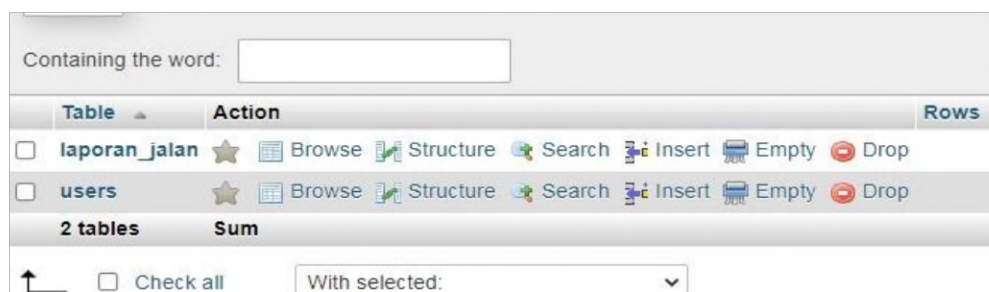 Containing the word:
Table Action Rows
laporan_jalan Browse Structure Search Insert Empty Drop
users Browse Structure Search Insert Empty Drop
2 tables Sum
Check all With selected: